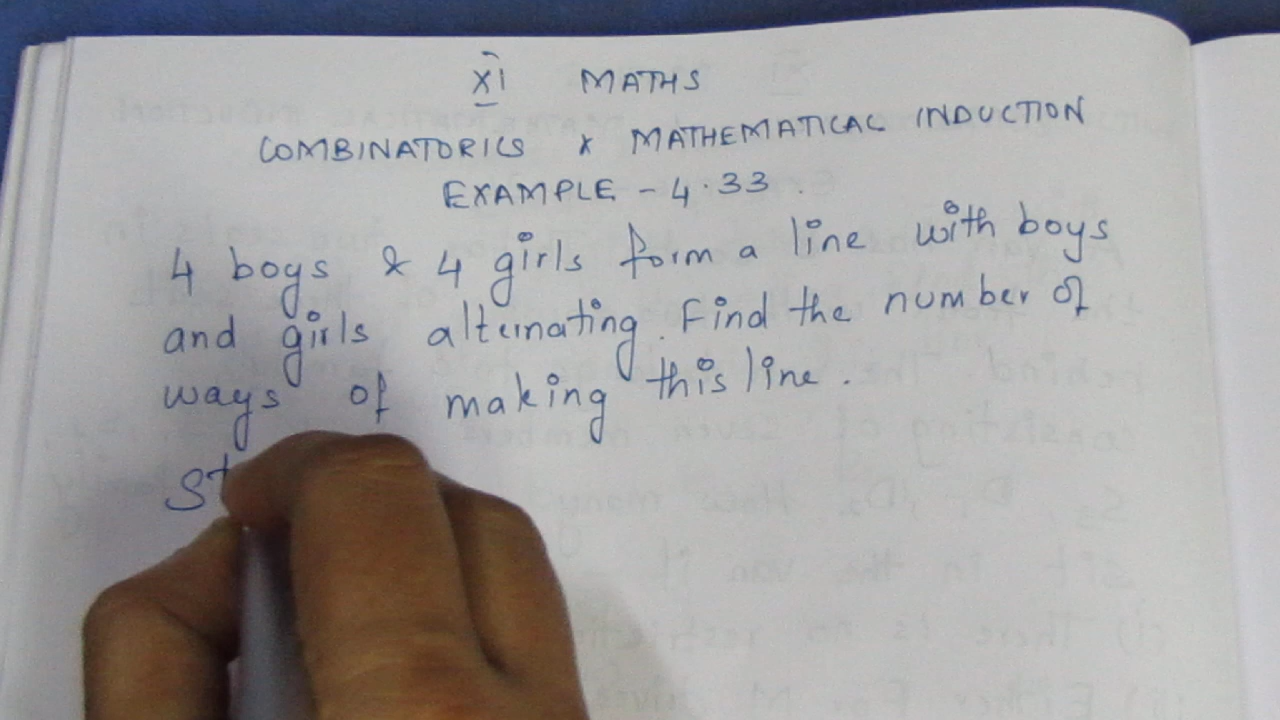 XI MATHS
COMBINATORICS & MATHEMATICAL INDUCTION
EXAMPLE - 4.33.
4 boys & 4 girls form a line with boys
and girls alternating. Find the number of
ways of making this line.
St